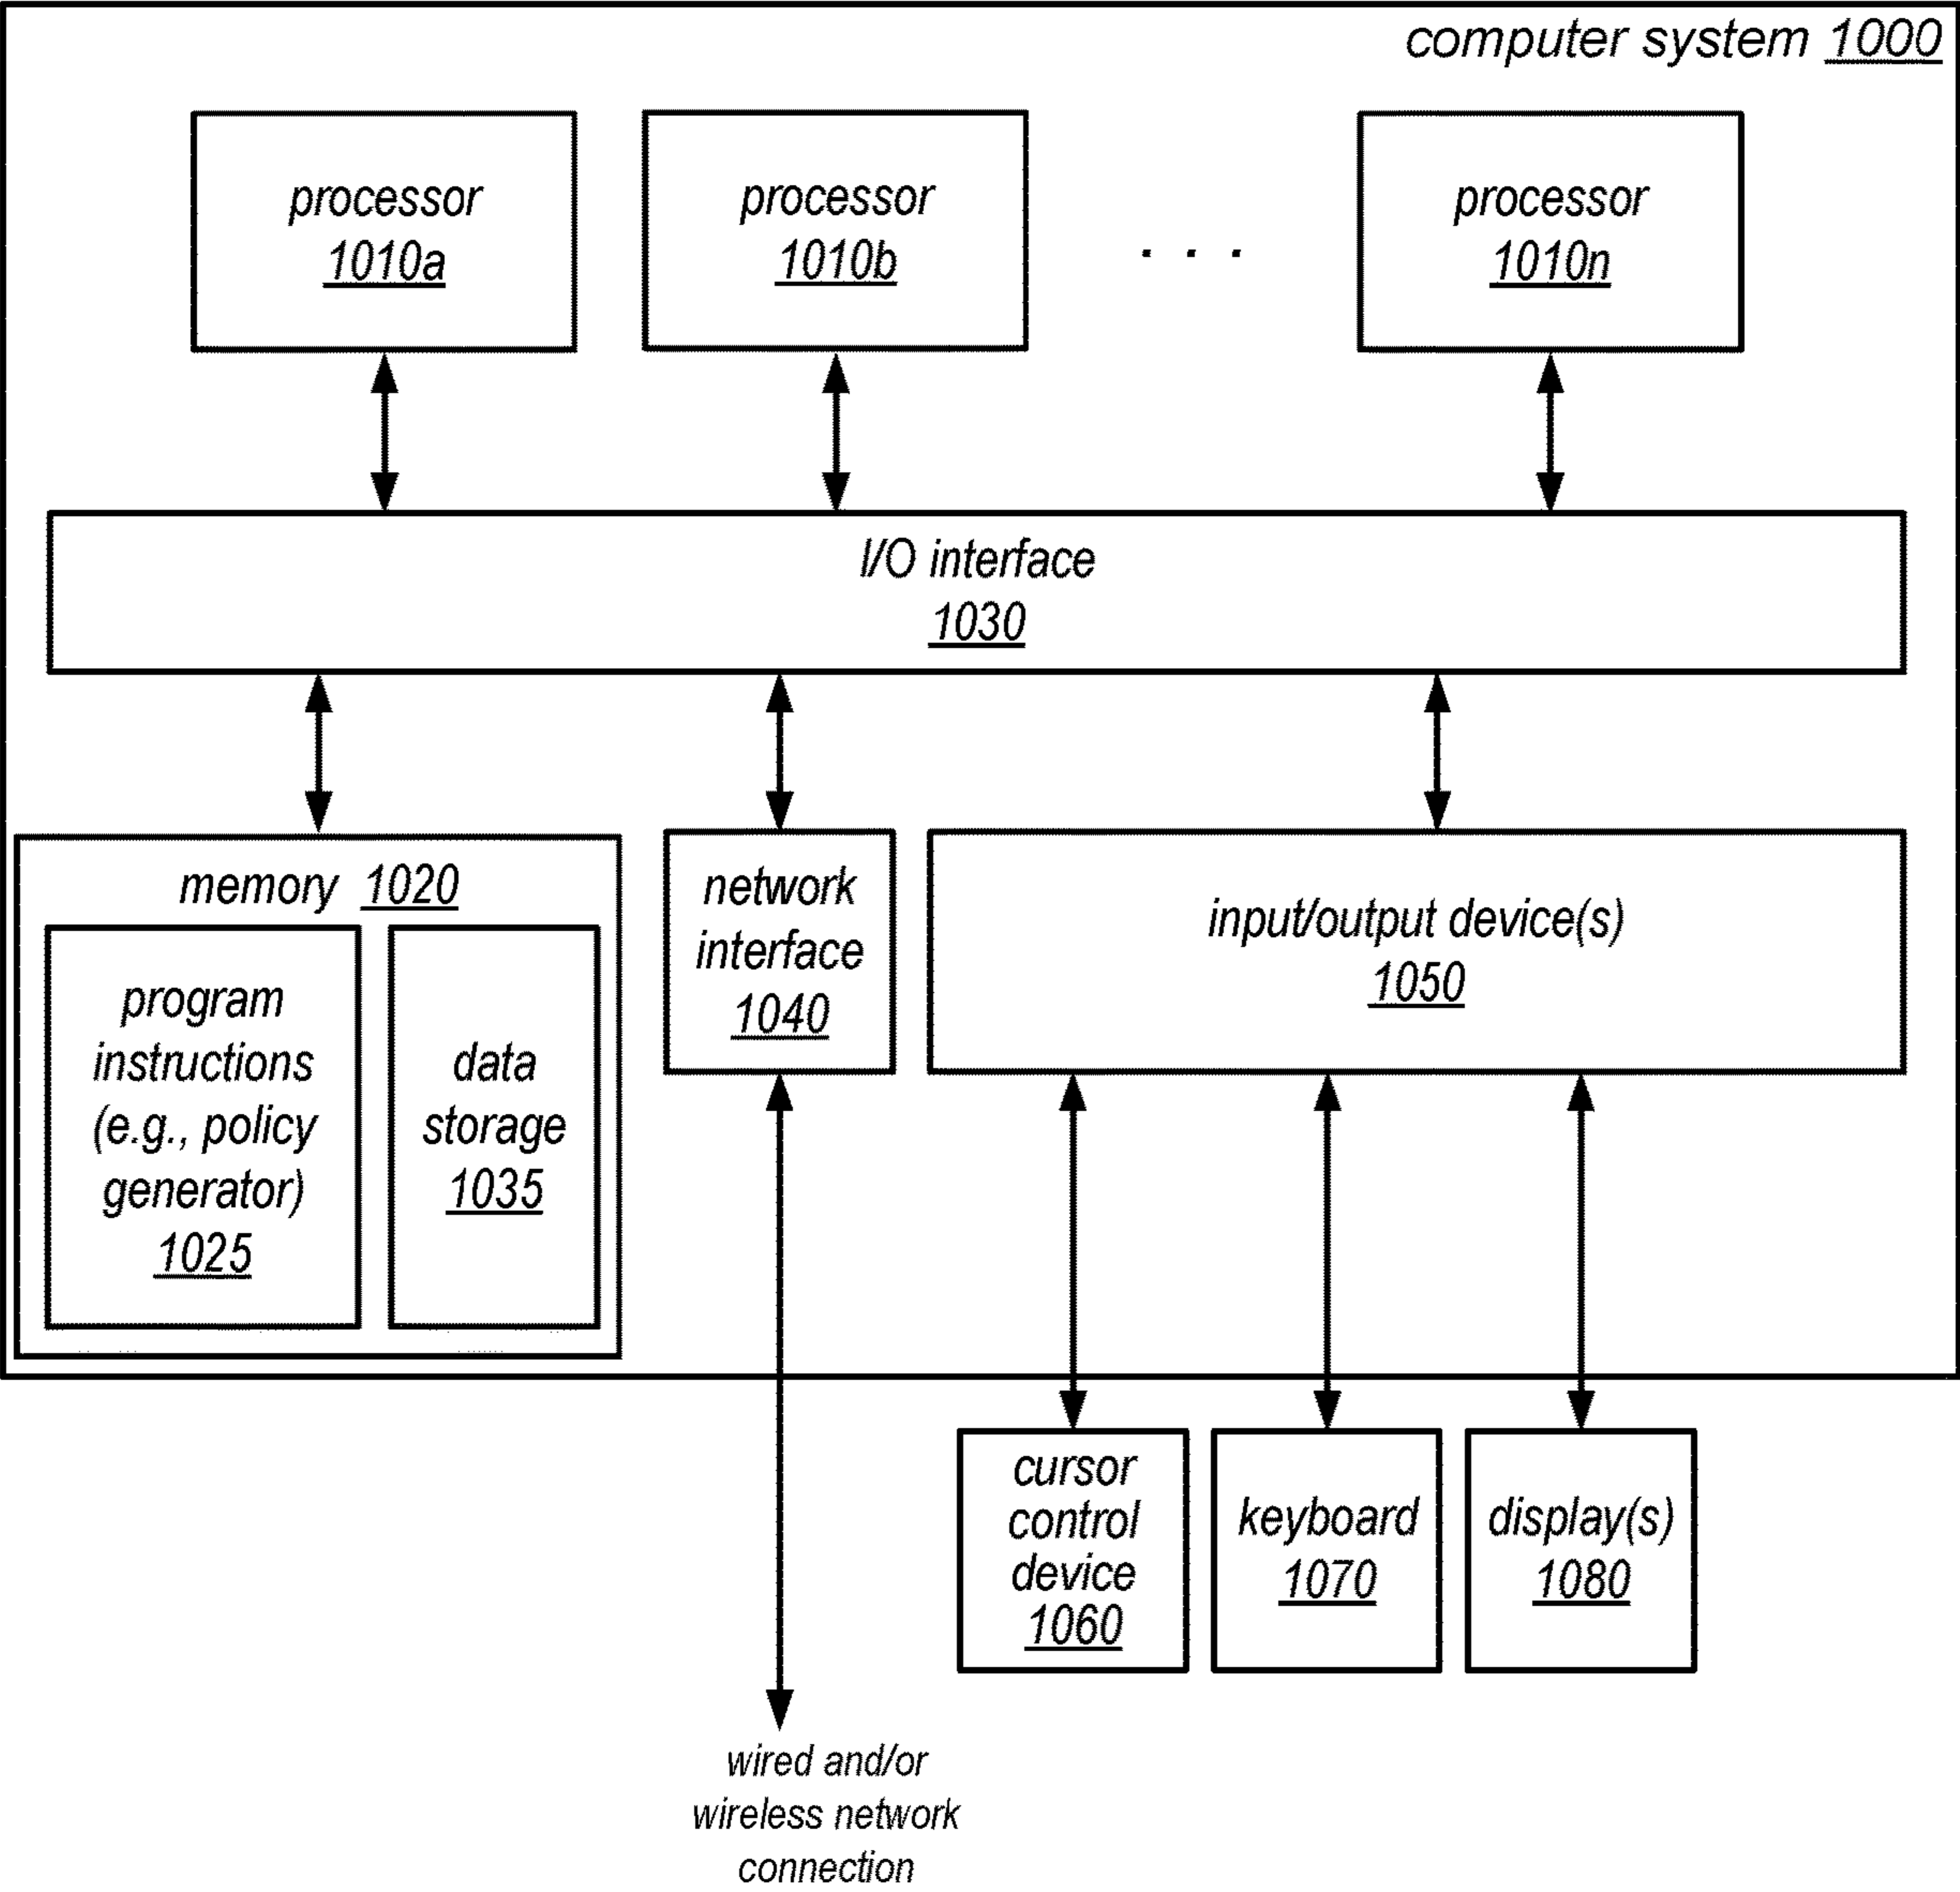 computer system 1000
processor
1010a
processor
1010b
. . .
processor
1010n
I/O interface
1030
memory 1020
program
instructions
(e.g., policy
generator)
1025
data
storage
1035
network
interface
1040
input/output device(s)
1050
cursor
control
device
1060
keyboard
1070
display(s)
1080
wired and/or
wireless network
connection